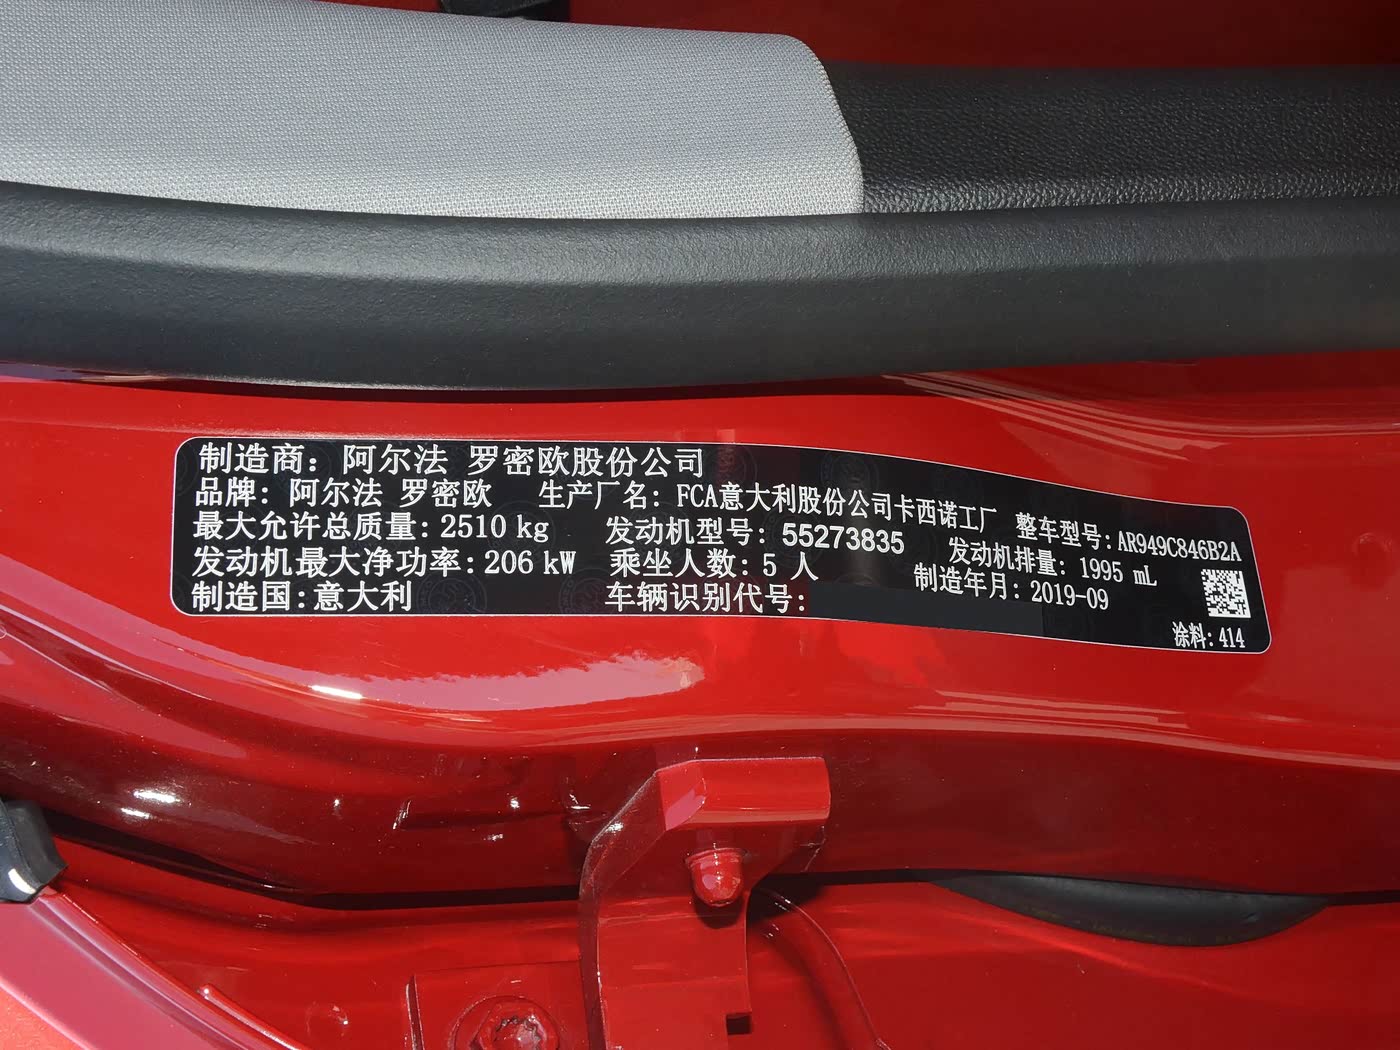 制造商：阿尔法 罗密欧股份公司
品牌：阿尔法 罗密欧 生产厂名：FCA意大利股份公司卡西诺工厂 整车型号：AR949C846B2A
最大允许总质量：2510 kg 发动机型号：55273835 发动机排量：1995 mL
发动机最大净功率：206 kW 乘坐人数：5 人 制造年月：2019-09
制造国：意大利 车辆识别代号：
涂料：414